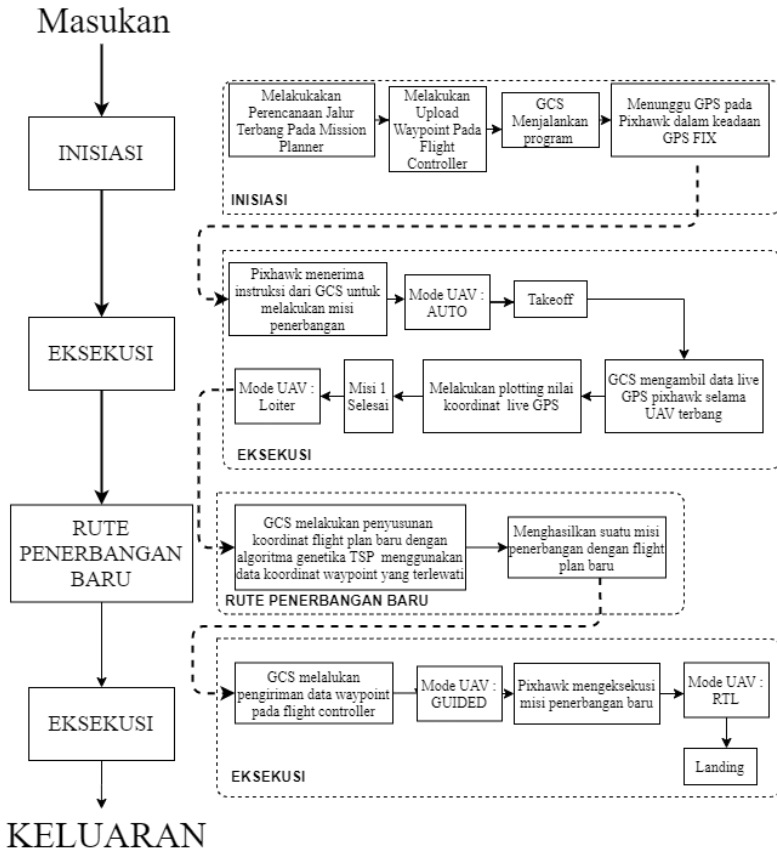 Masukan
INISIASI
EKSEKUSI
RUTE
PENERBANGAN
BARU
EKSEKUSI
KELUARAN
Melakukakan
Perencanaan Jalur
Terbang Pada Mission
Planner
Melakukan
Upload
Waypoint Pada
Flight
Controller
GCS
Menjalankan
program
Menunggu GPS pada
Pixhawk dalam keadaan
GPS FIX
INISIASI
Pixhawk menerima
instruksi dari GCS untuk
melakukan misi
penerbangan
Mode UAV :
AUTO
Takeoff
GCS mengambil data live
GPS pixhawk selama
UAV terbang
Melakukan plotting nilai
koordinat live GPS
Misi 1
Selesai
Mode UAV :
Loiter
EKSEKUSI
GCS melakukan penyusunan
koordinat flight plan baru dengan
algoritma genetika TSP menggunakan
data koordinat waypoint yang terlewati
Menghasilkan suatu misi
penerbangan dengan flight
plan baru
RUTE PENERBANGAN BARU
GCS melalukan
pengiriman data waypoint
pada flight controller
Mode UAV :
GUIDED
Pixhawk mengeksekusi
misi penerbangan baru
Mode UAV :
RTL
Landing
EKSEKUSI